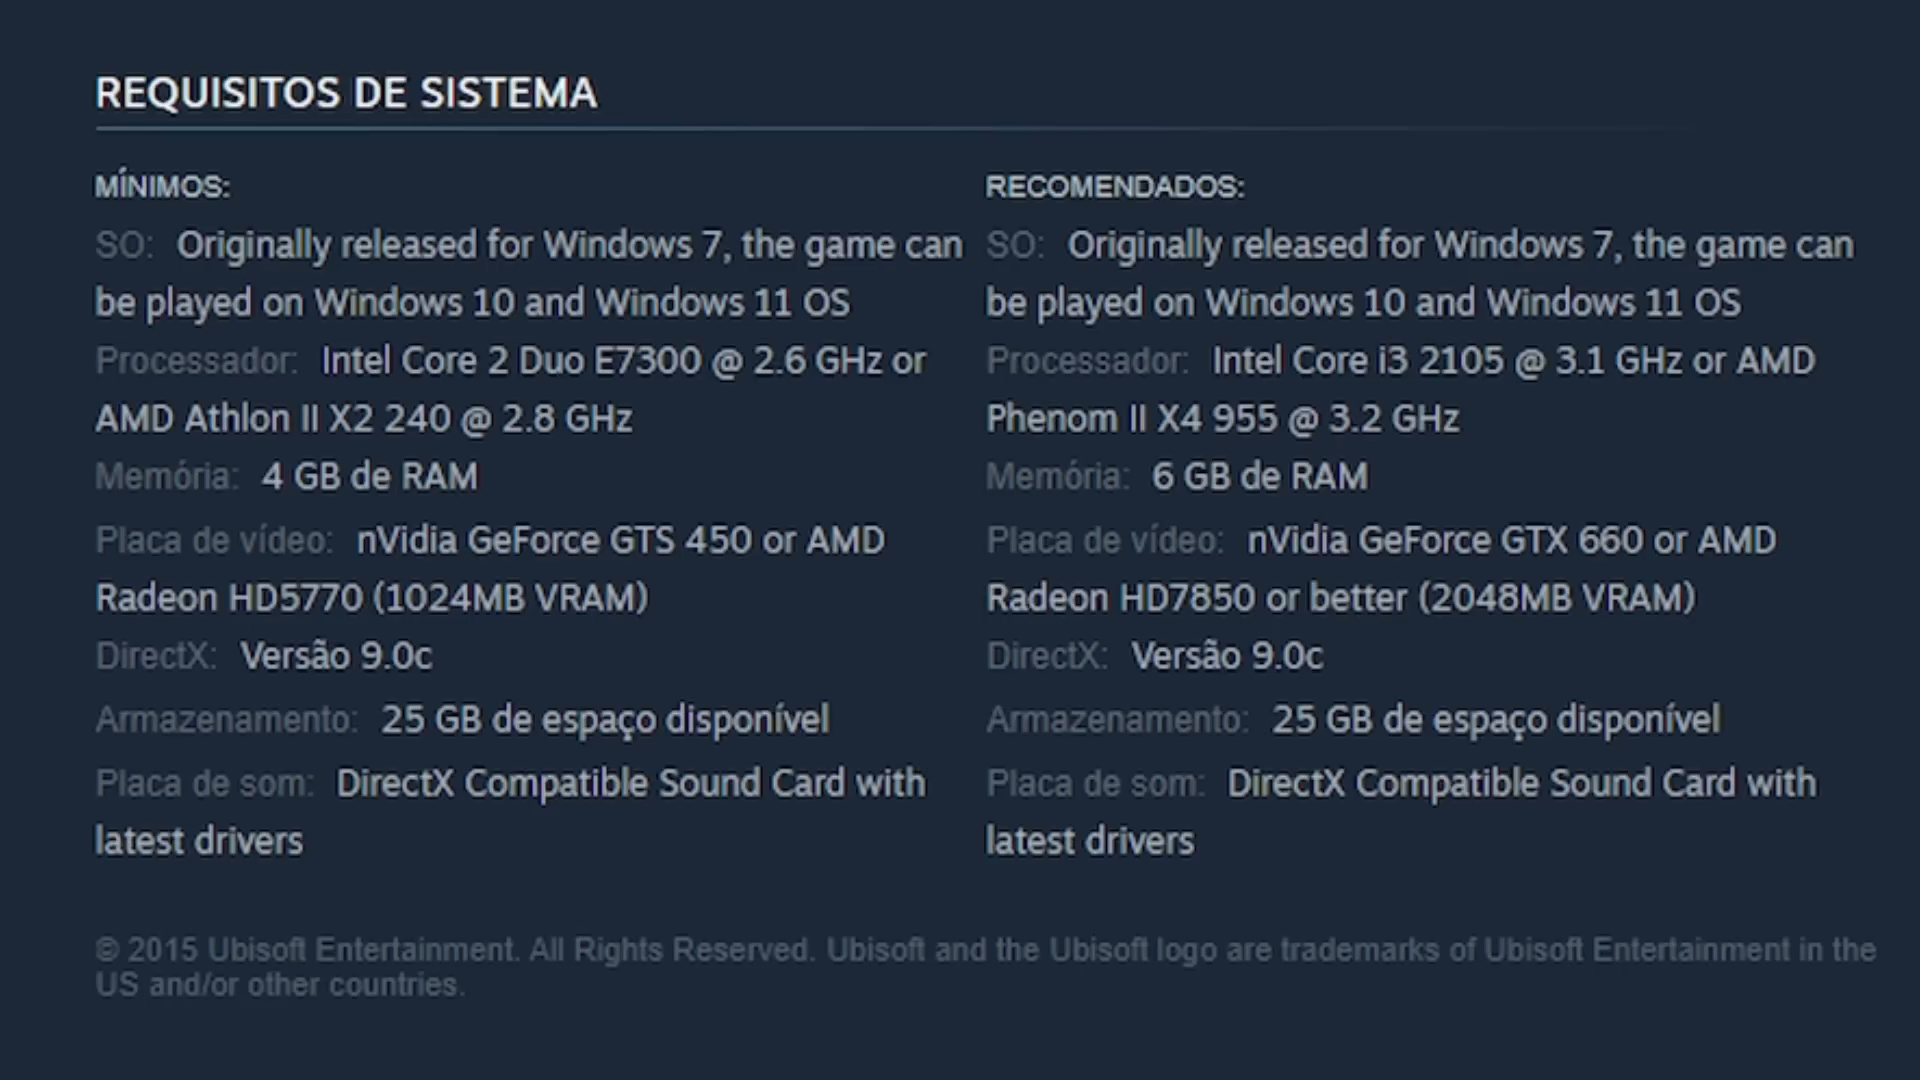 REQUISITOS DE SISTEMA
MÍNIMOS:
SO: Originally released for Windows 7, the game can
be played on Windows 10 and Windows 11 OS
Processador: Intel Core 2 Duo E7300 @ 2.6 GHz or
AMD Athlon II X2 240 @ 2.8 GHz
Memória: 4 GB de RAM
Placa de vídeo: nVidia GeForce GTS 450 or AMD
Radeon HD5770 (1024MB VRAM)
DirectX: Versão 9.0c
Armazenamento: 25 GB de espaço disponível
Placa de som: DirectX Compatible Sound Card with
latest drivers
RECOMENDADOS:
SO: Originally released for Windows 7, the game can
be played on Windows 10 and Windows 11 OS
Processador: Intel Core i3 2105 @ 3.1 GHz or AMD
Phenom II X4 955 @ 3.2 GHz
Memória: 6 GB de RAM
Placa de vídeo: nVidia GeForce GTX 660 or AMD
Radeon HD7850 or better (2048MB VRAM)
DirectX: Versão 9.0c
Armazenamento: 25 GB de espaço disponível
Placa de som: DirectX Compatible Sound Card with
latest drivers
© 2015 Ubisoft Entertainment. All Rights Reserved. Ubisoft and the Ubisoft logo are trademarks of Ubisoft Entertainment in the
US and/or other countries.